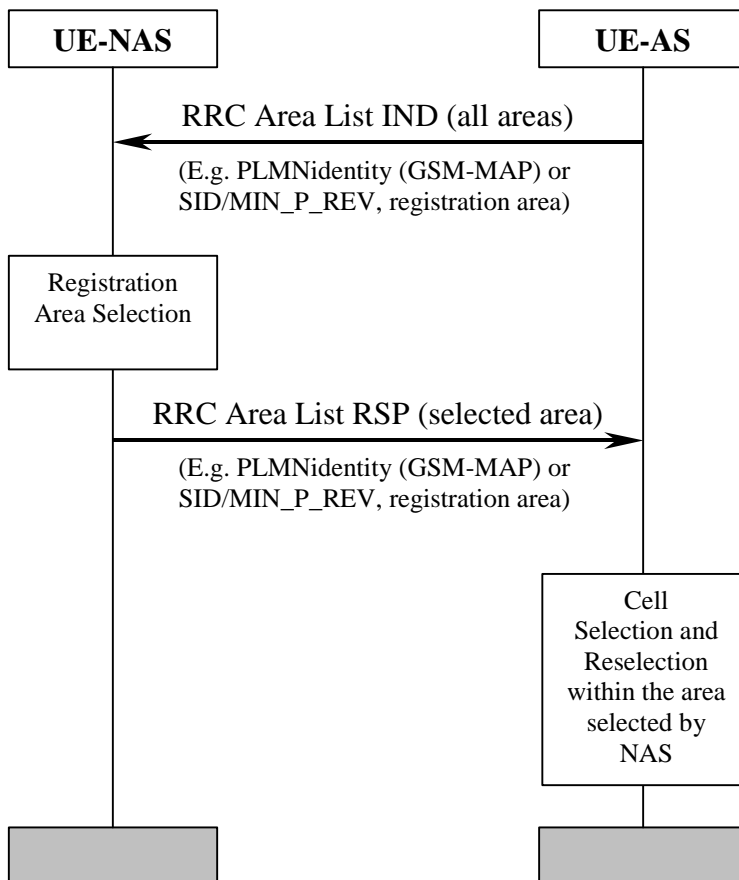 UE-NAS
UE-AS
RRC Area List IND (all areas)
(E.g. PLMNidentity (GSM-MAP) or
SID/MIN_P_REV, registration area)
Registration
Area Selection
RRC Area List RSP (selected area)
(E.g. PLMNidentity (GSM-MAP) or
SID/MIN_P_REV, registration area)
Cell
Selection and
Reselection
within the area
selected by
NAS